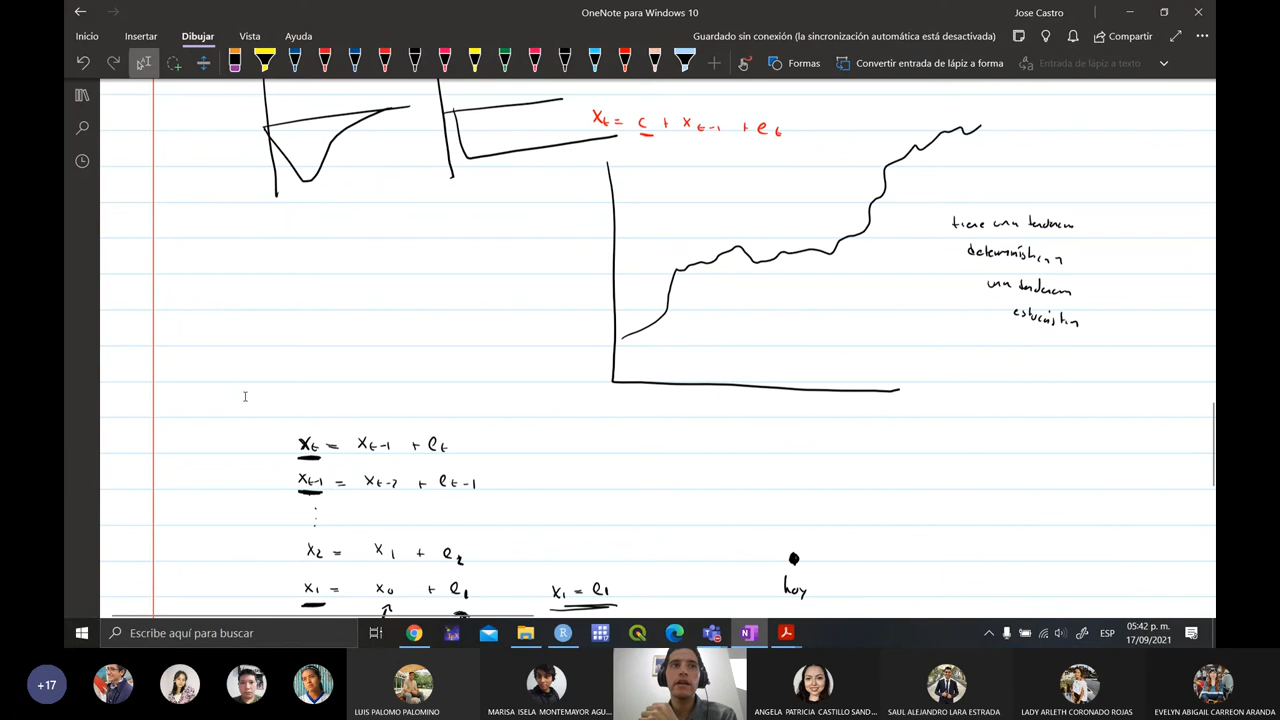 OneNote para Windows 10
Jose Castro
Inicio Insertar Dibujar Vista Ayuda
Guardado sin conexión (la sincronización automática está desactivada)
Compartir
Formas
Convertir entrada de lápiz a forma
Entrada de lápiz a texto
xt = c + xt-1 + et
tiene una
una
xt = xt-1 + et
xt-1 = xt-2 + et-1
⋮
x2 = x1 + e2
x1 = x0 + e1
x1 = e1
hoy
Escribe aquí para buscar
ESP
05:42 p. m.
17/09/2021
+17
LUIS PALOMO PALOMINO
MARISA ISELA MONTEMAYOR AGU...
ANGELA PATRICIA CASTILLO SAND...
SAUL ALEJANDRO LARA ESTRADA
LADY ARLETH CORONADO ROJAS
EVELYN ABIGAIL CARREON ARANDA